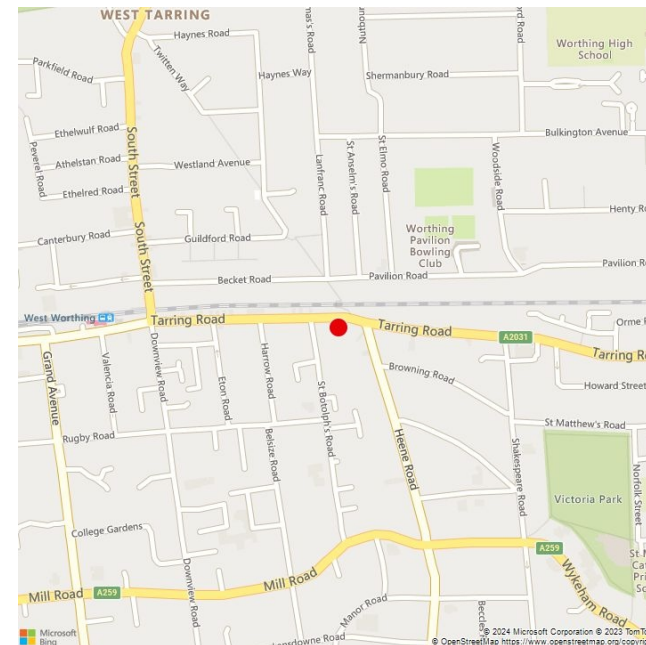 WEST TARRING
Haynes Road
Twitten Way
Haynes Way
Parkfield Road
Shermanbury Road
Worthing High
School
Ethelwulf Road
Peverel Road
Athelstan Road
Ethelred Road
South Street
South Street
Westland Avenue
Lanfranc Road
St Anselm's Road
St Elmo Road
Bulkington Avenue
Woodside Road
Canterbury Road
Guildford Road
Worthing
Pavilion
Bowling
Club
Henty
Becket Road
Pavilion Road
Pavilion
West Worthing
Tarring Road
Tarring Road
A2031
Tarring
Orme
Grand Avenue
Valencia Road
Downview Road
Eton Road
Harrow Road
Belsize Road
St Botolph's Road
Browning Road
Howard Street
Rugby Road
Heene Road
St Matthew's Road
Shakespeare Road
Norfolk Street
Victoria Park
College Gardens
Downview Road
Mill Road
A259
Mill Road
Manor Road
A259
Wykeham Road
Microsoft
Bing
© 2024 Microsoft Corporation © 2023 TomTo
© OpenStreetMap https://www.openstreetmap.org/copyri